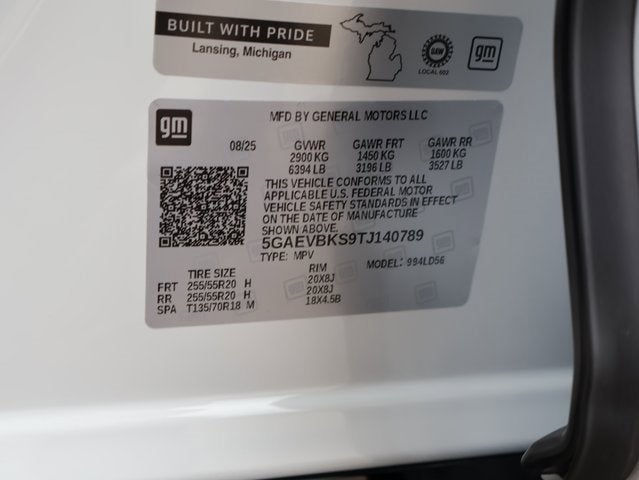 BUILT WITH PRIDE
Lansing, Michigan
UAW
LOCAL 602
gm
gm
MFD BY GENERAL MOTORS LLC
08/25 GVWR GAWR FRT GAWR RR
2900 KG 1450 KG 1600 KG
6394 LB 3196 LB 3527 LB
THIS VEHICLE CONFORMS TO ALL
APPLICABLE U.S. FEDERAL MOTOR
VEHICLE SAFETY STANDARDS IN EFFECT
ON THE DATE OF MANUFACTURE
SHOWN ABOVE.
5GAEVBKS9TJ140789
TYPE: MPV MODEL: 994LD56
TIRE SIZE RIM
FRT 255/55R20 H 20X8J
RR 255/55R20 H 20X8J
SPA T135/70R18 M 18X4.5B